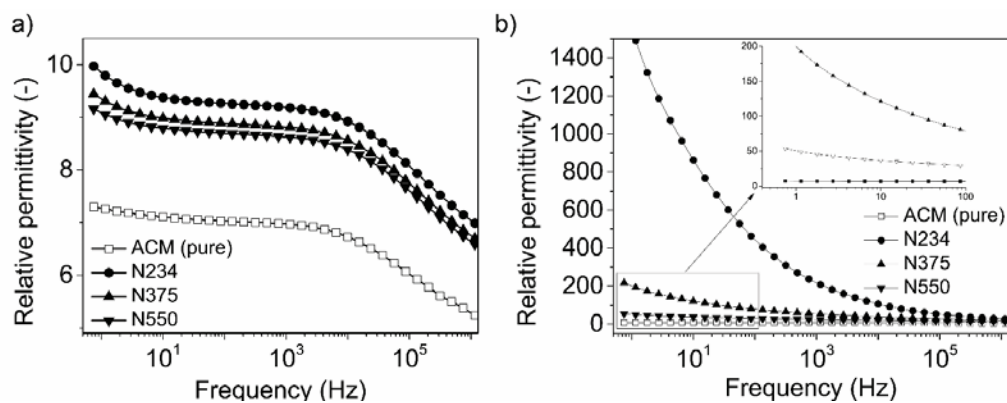 a)
Relative permittivity (-)
10
8
6
ACM (pure)
N234
N375
N550
10¹
10³
10⁵
Frequency (Hz)
b)
Relative permittivity (-)
1400
1200
1000
800
600
400
200
0
200
150
100
50
0
1
10
100
ACM (pure)
N234
N375
N550
10¹
10³
10⁵
Frequency (Hz)